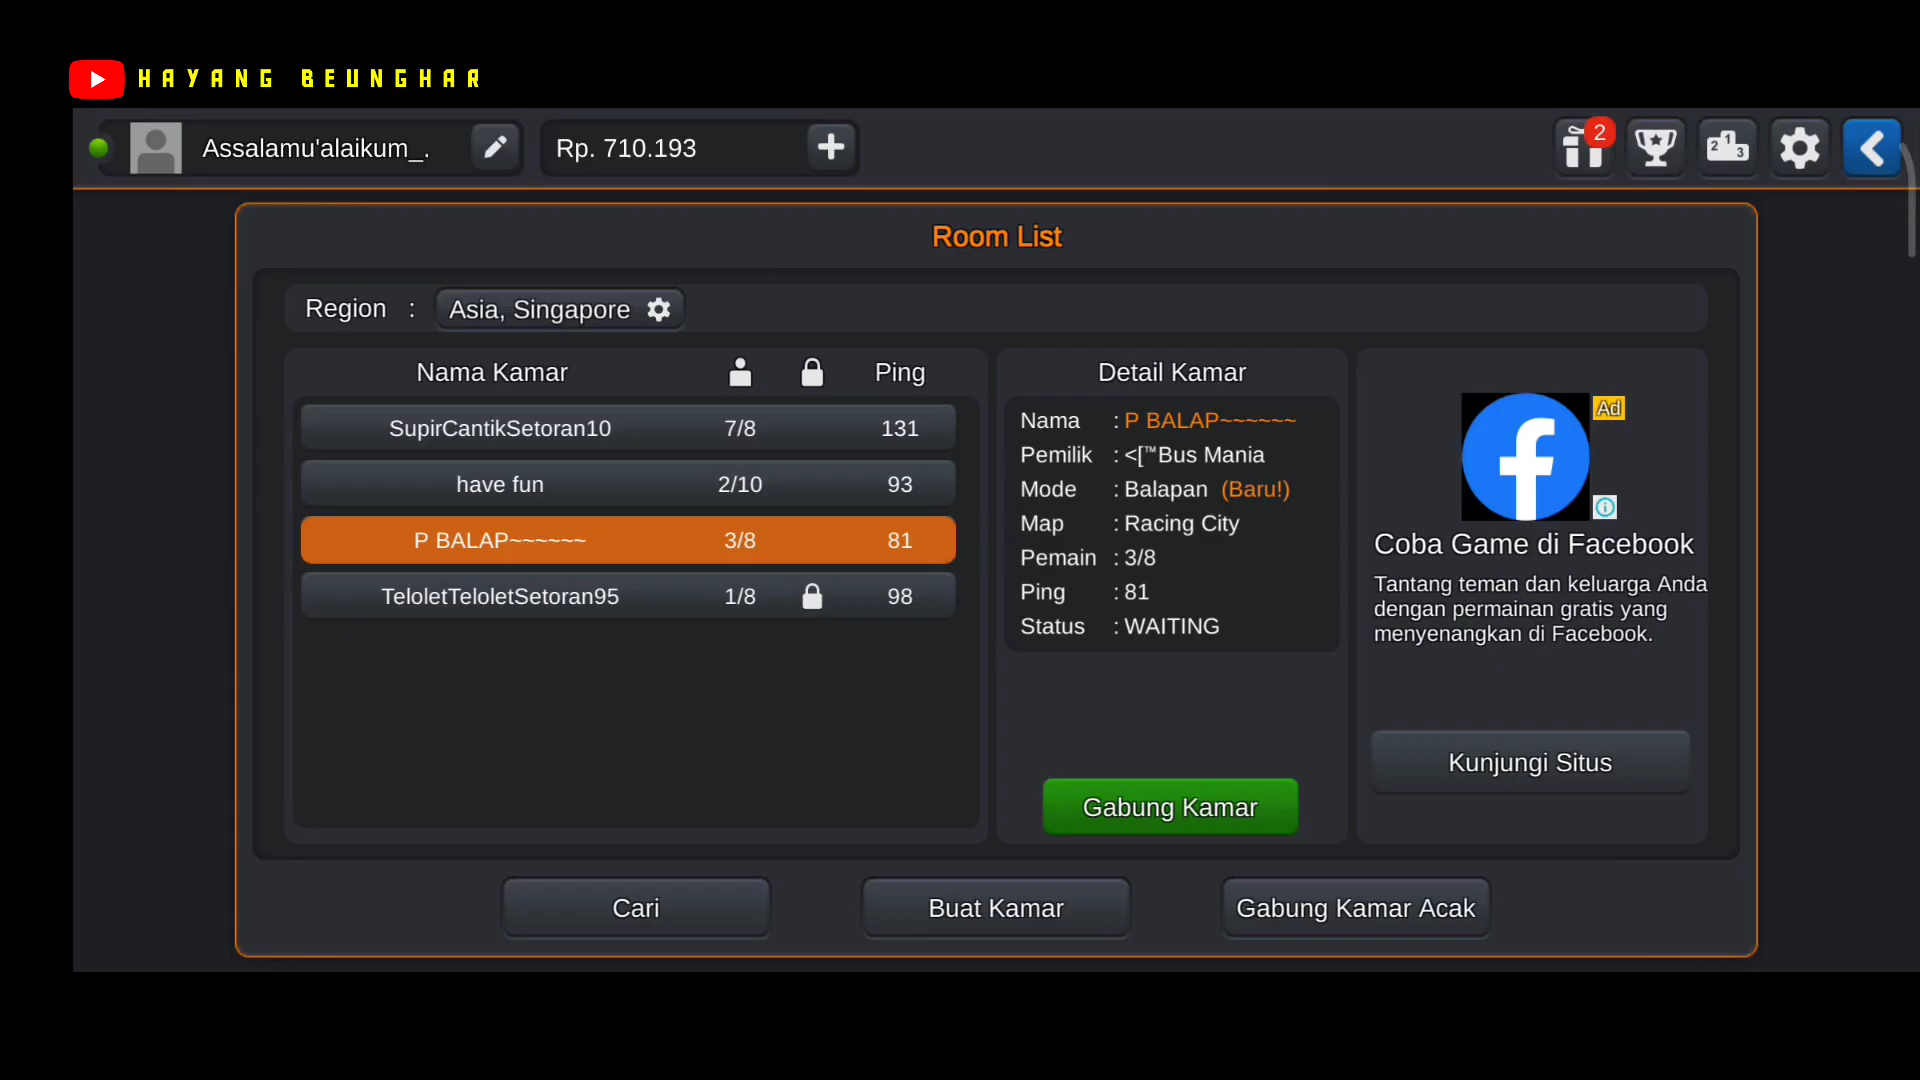 HAYANG BEUNGHAR
Assalamu'alaikum_.
Rp. 710.193
2
2 1 3
Room List
Region : Asia, Singapore
Nama Kamar Ping
SupirCantikSetoran10 7/8 131
have fun 2/10 93
P BALAP~~~~~~ 3/8 81
TeloletTeloletSetoran95 1/8 98
Detail Kamar
Nama : P BALAP~~~~~~
Pemilik : <[™Bus Mania
Mode : Balapan (Baru!)
Map : Racing City
Pemain : 3/8
Ping : 81
Status : WAITING
Gabung Kamar
Ad
Coba Game di Facebook
Tantang teman dan keluarga Anda
dengan permainan gratis yang
menyenangkan di Facebook.
Kunjungi Situs
Cari
Buat Kamar
Gabung Kamar Acak